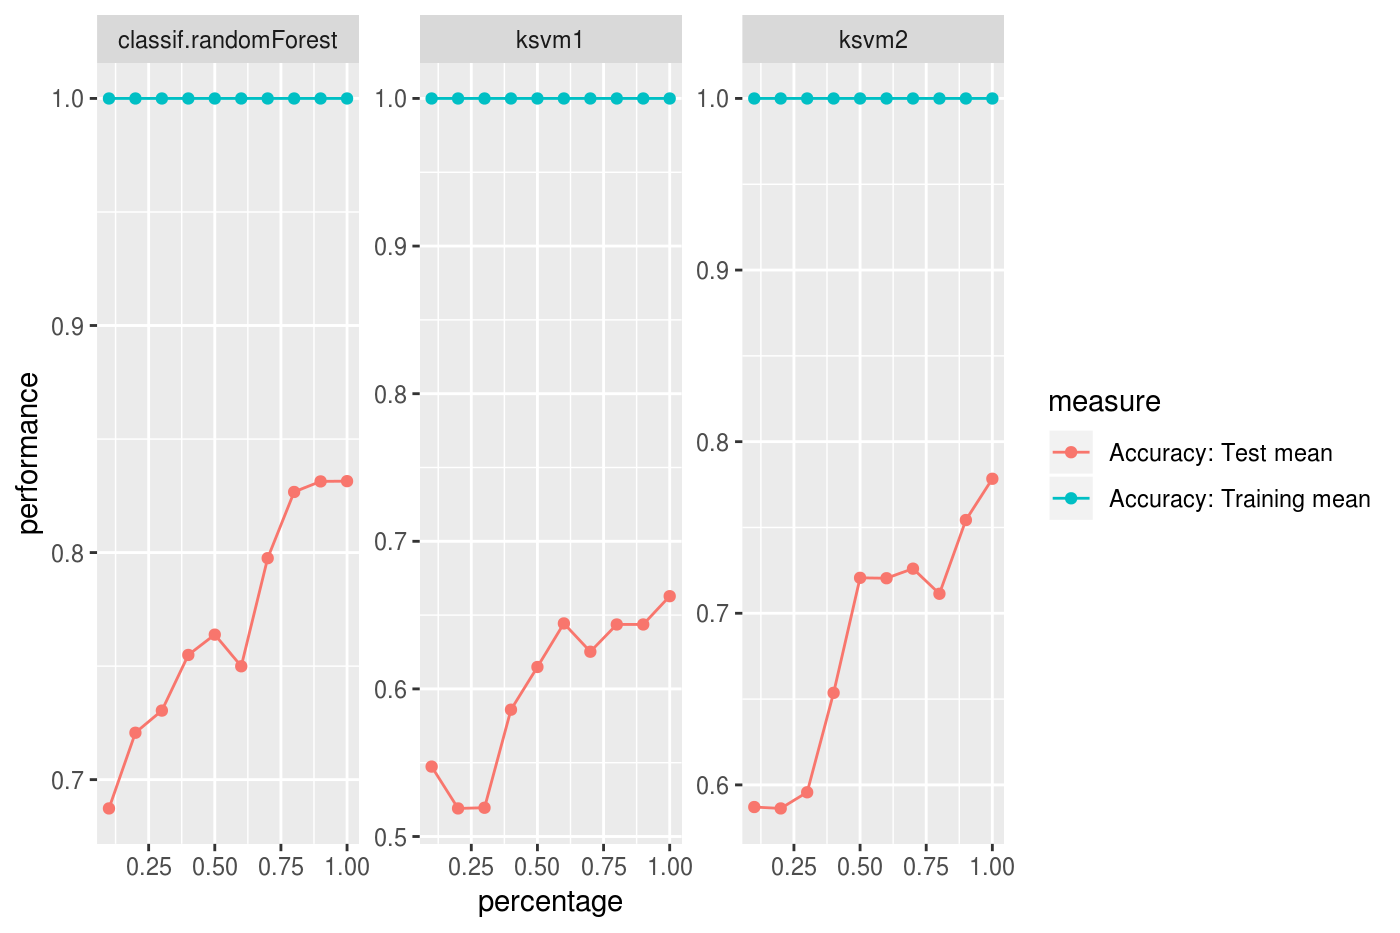 classif.randomForest
ksvm1
ksvm2
performance
1.0
0.9
0.8
0.7
1.0
0.9
0.8
0.7
0.6
0.5
1.0
0.9
0.8
0.7
0.6
0.25 0.50 0.75 1.00
0.25 0.50 0.75 1.00
0.25 0.50 0.75 1.00
percentage
measure
Accuracy: Test mean
Accuracy: Training mean